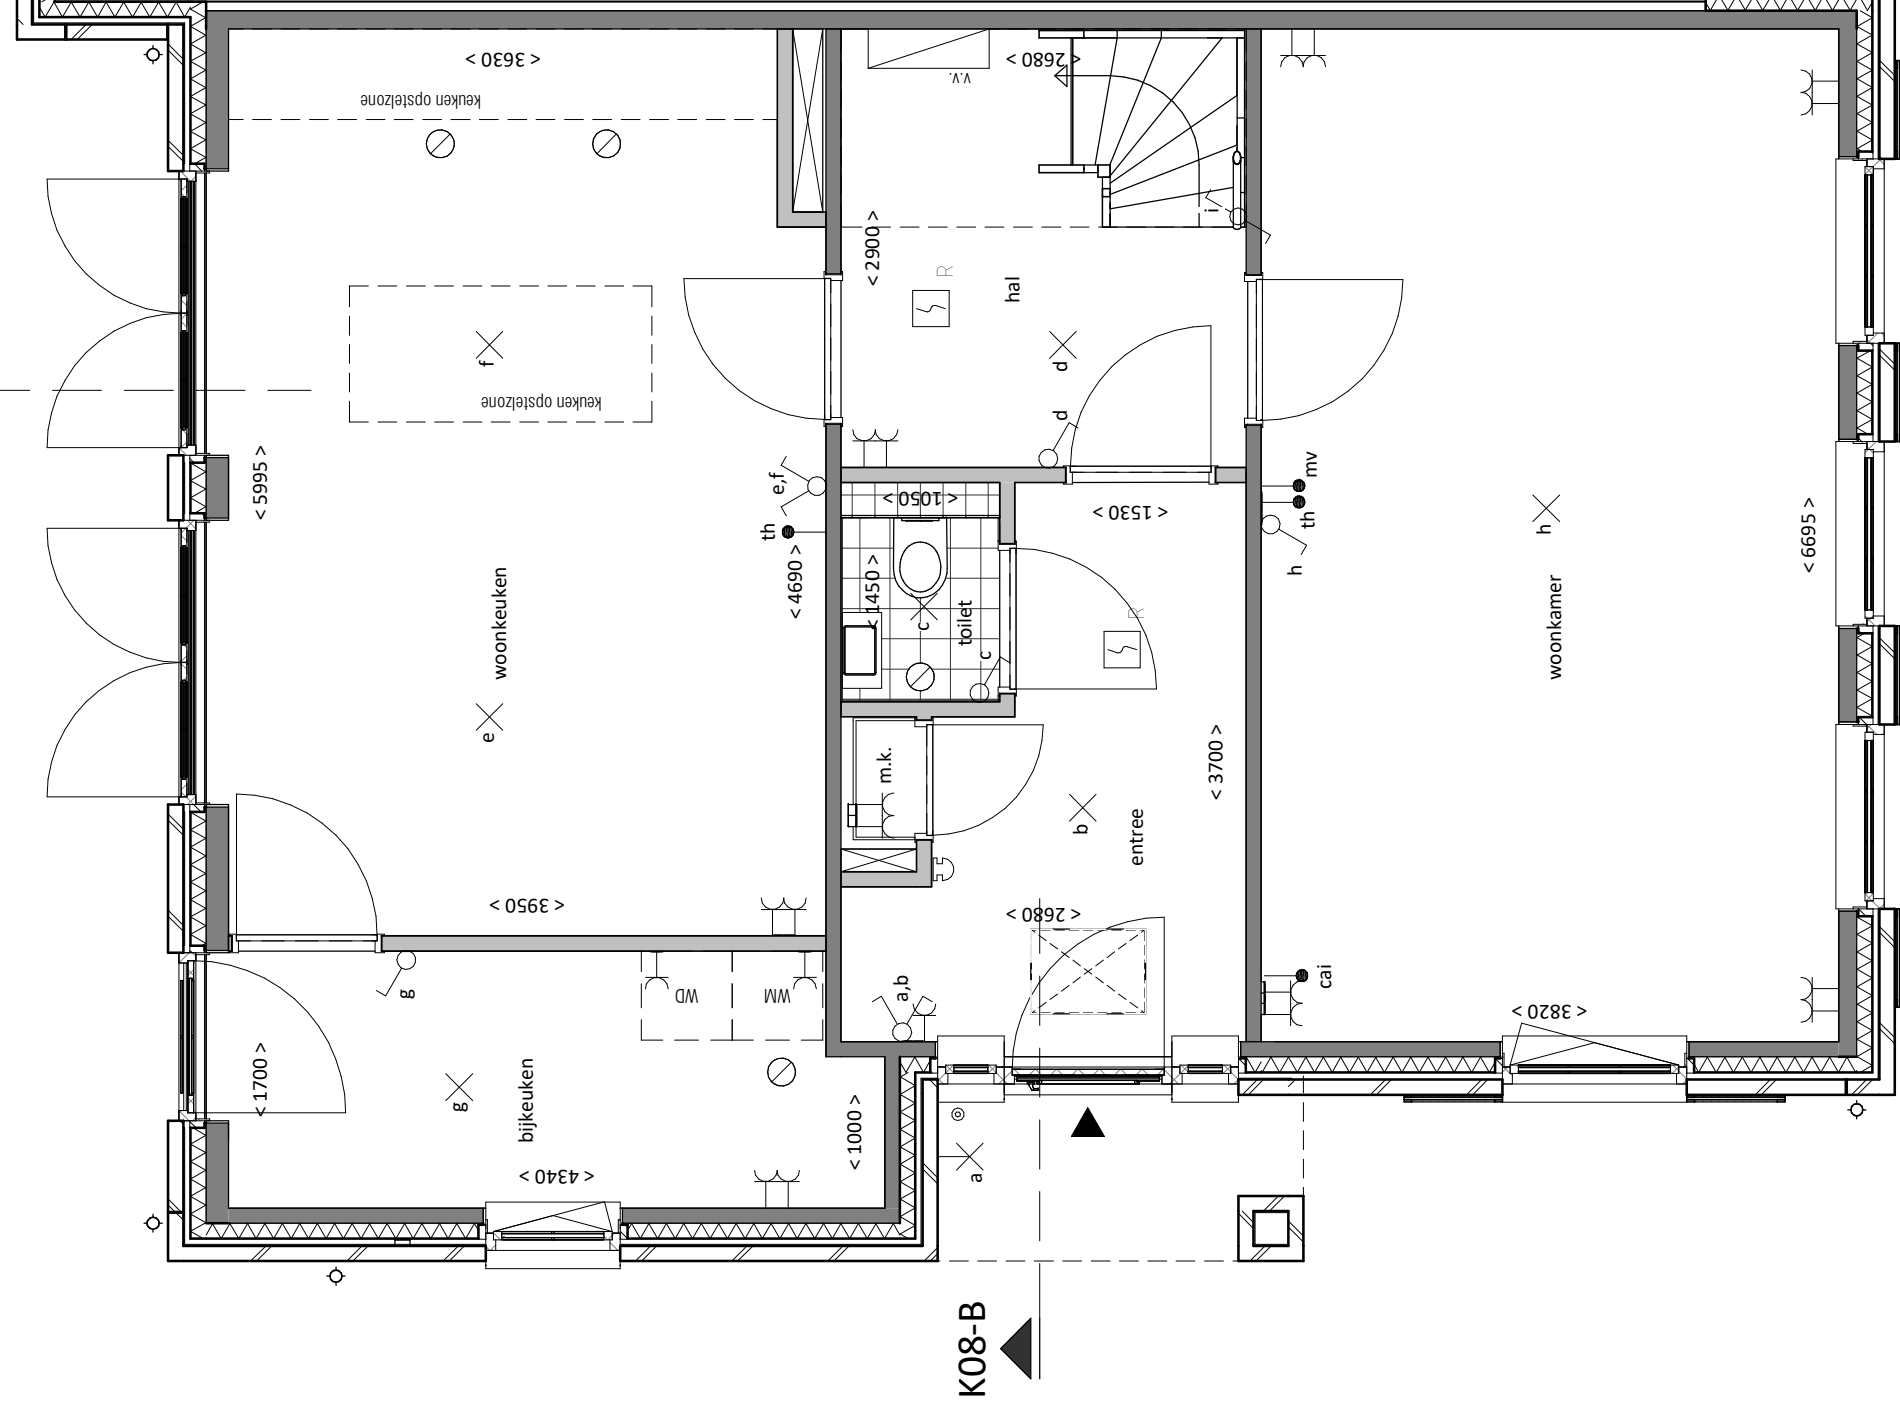 < 3630 >
keuken opstelzone
v.v.
< 2680 >
< 2900 >
R
hal
i
f
keuken opstelzone
d
d
< 5995 >
e,f
th
< 4690 >
< 1050 >
< 1530 >
< 1450 >
c
toilet
c
R
mv
th
h
h
woonkamer
< 6695 >
woonkeuken
e
m.k.
b
entree
< 3700 >
< 3950 >
< 2680 >
g
WD
WM
a,b
cai
< 3820 >
< 1700 >
g
bijkeuken
< 4340 >
< 1000 >
a
K08-B